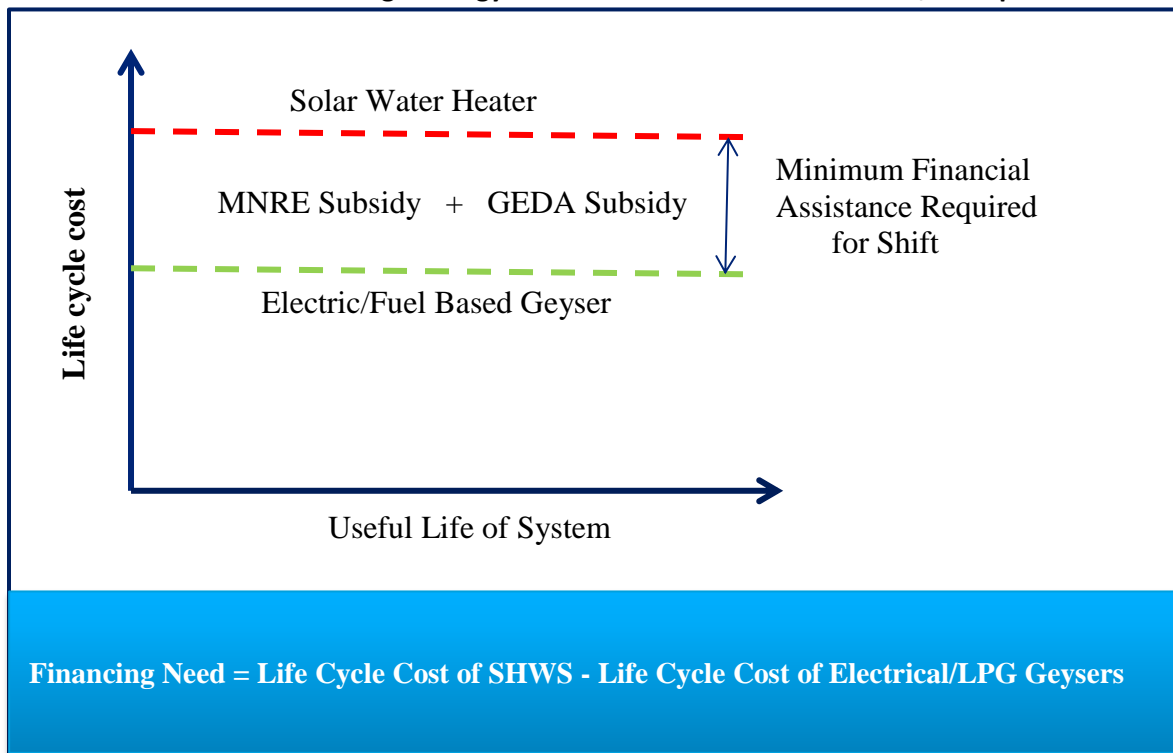 Solar Water Heater
MNRE Subsidy + GEDA Subsidy
Minimum Financial
Assistance Required
for Shift
Electric/Fuel Based Geyser
Life cycle cost
Useful Life of System
Financing Need = Life Cycle Cost of SHWS - Life Cycle Cost of Electrical/LPG Geysers